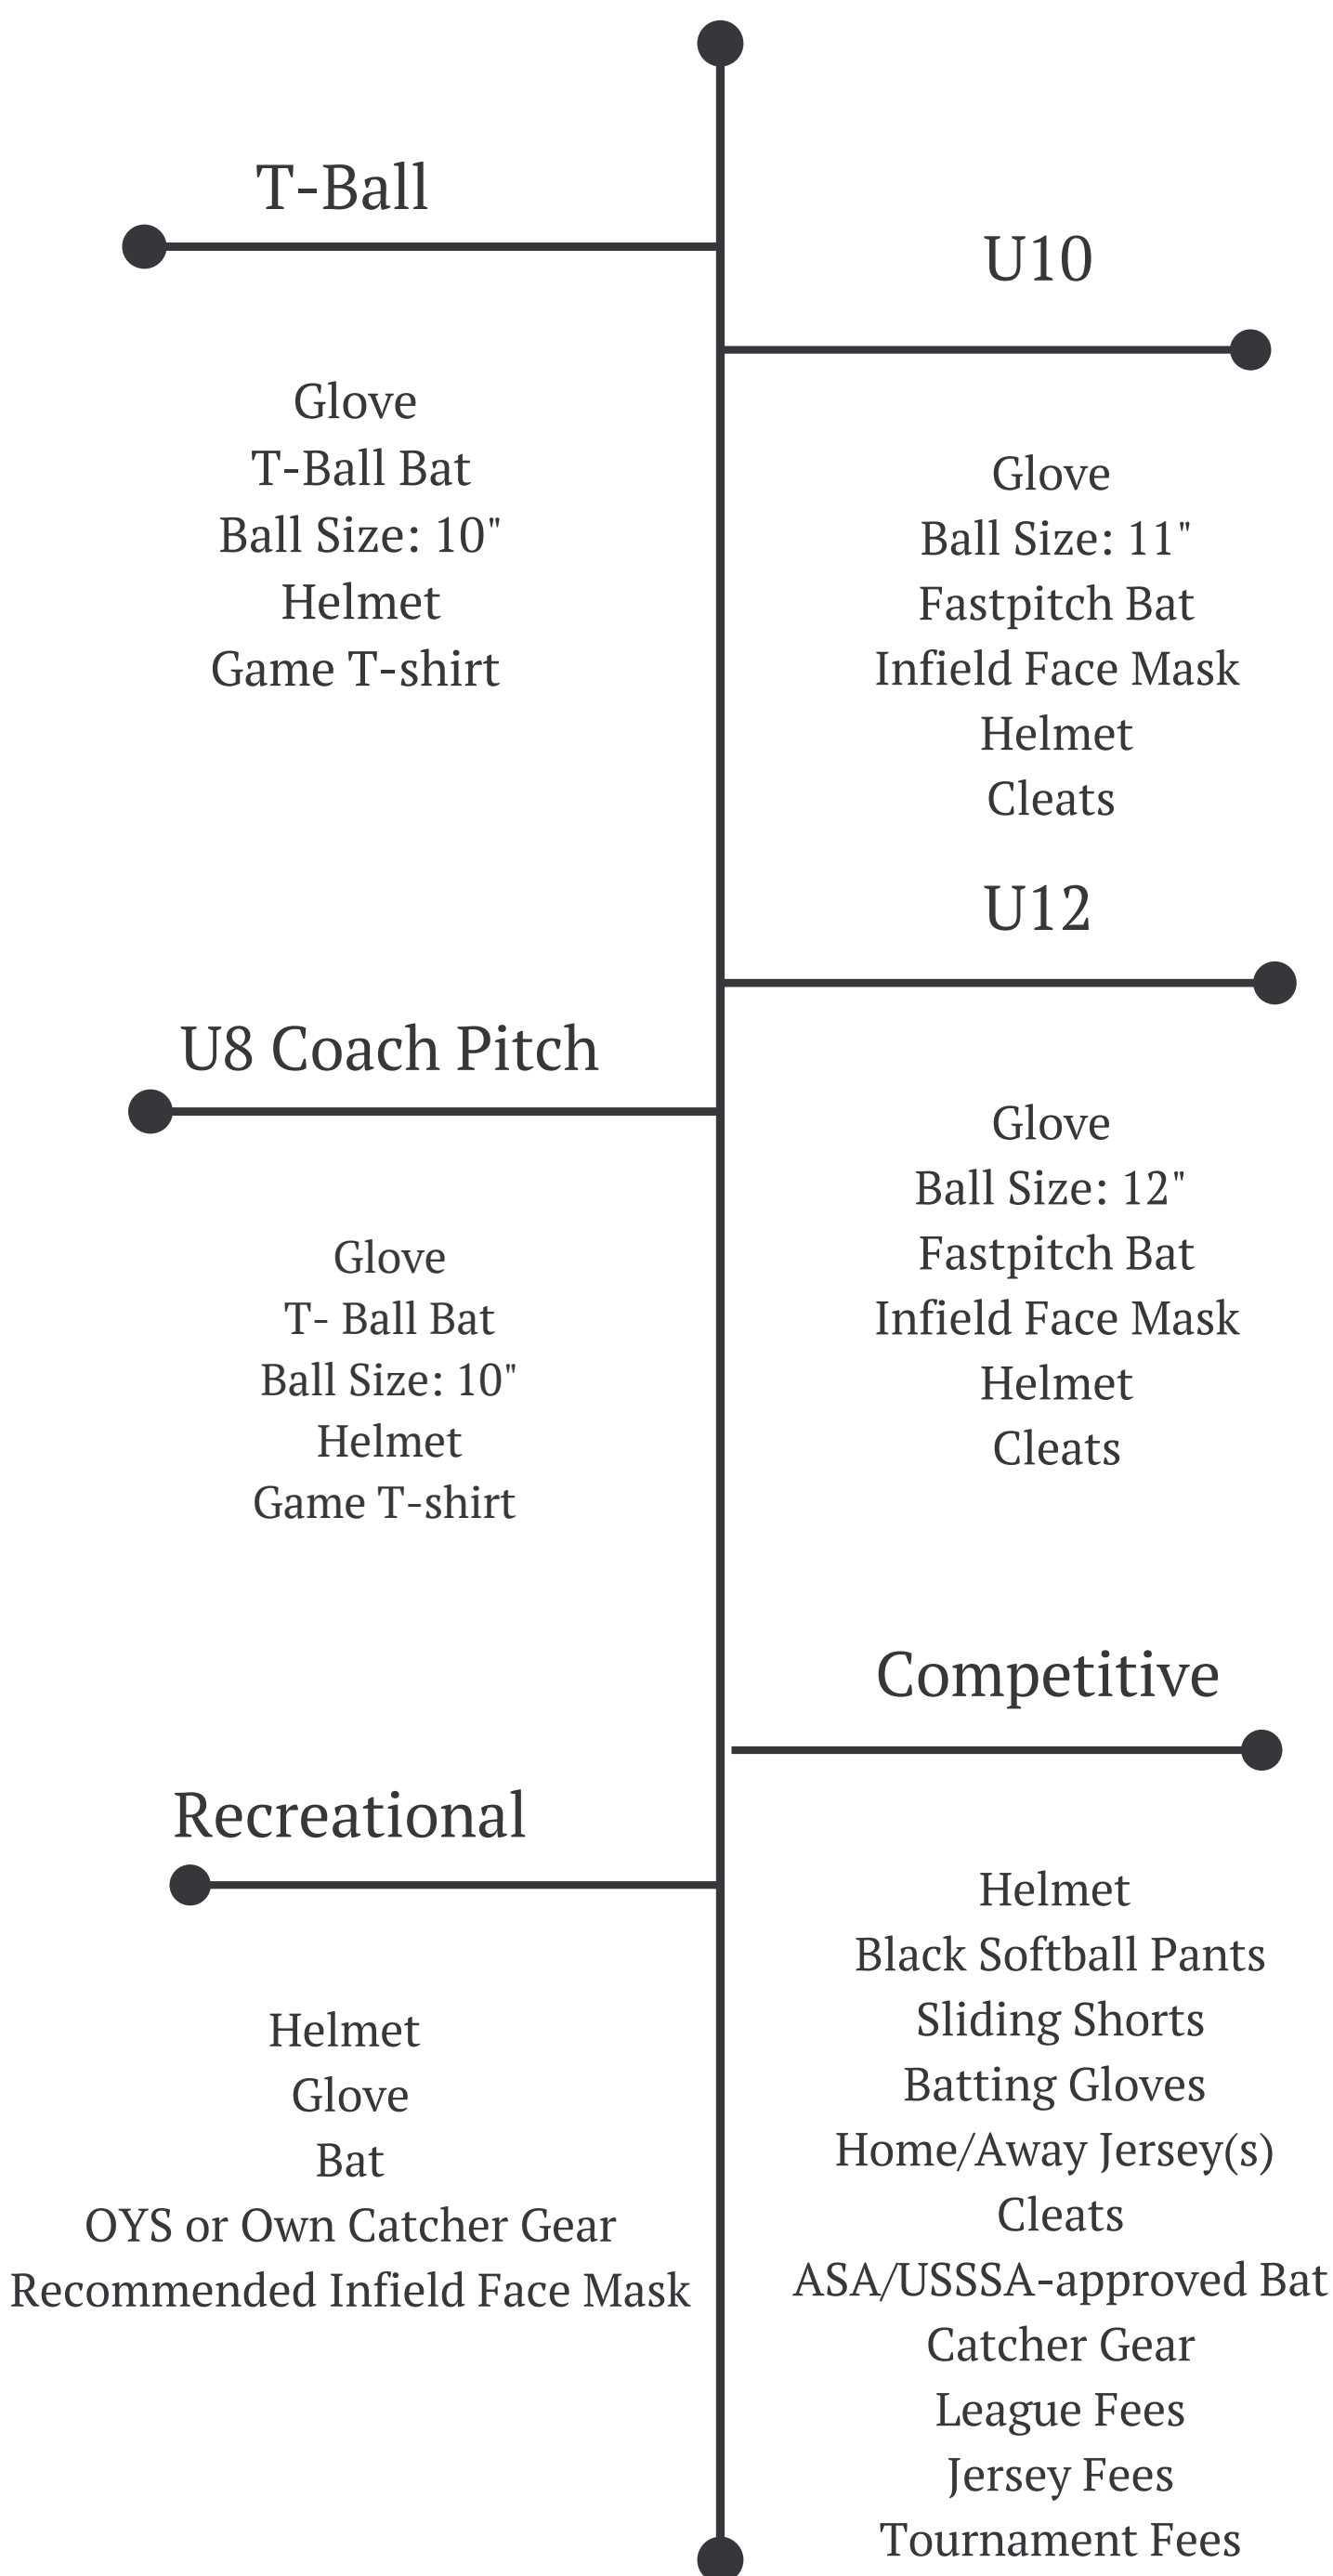 T-Ball
Glove
T-Ball Bat
Ball Size: 10"
Helmet
Game T-shirt
U10
Glove
Ball Size: 11"
Fastpitch Bat
Infield Face Mask
Helmet
Cleats
U8 Coach Pitch
Glove
T- Ball Bat
Ball Size: 10"
Helmet
Game T-shirt
U12
Glove
Ball Size: 12"
Fastpitch Bat
Infield Face Mask
Helmet
Cleats
Recreational
Helmet
Glove
Bat
OYS or Own Catcher Gear
Recommended Infield Face Mask
Competitive
Helmet
Black Softball Pants
Sliding Shorts
Batting Gloves
Home/Away Jersey(s)
Cleats
ASA/USSSA-approved Bat
Catcher Gear
League Fees
Jersey Fees
Tournament Fees